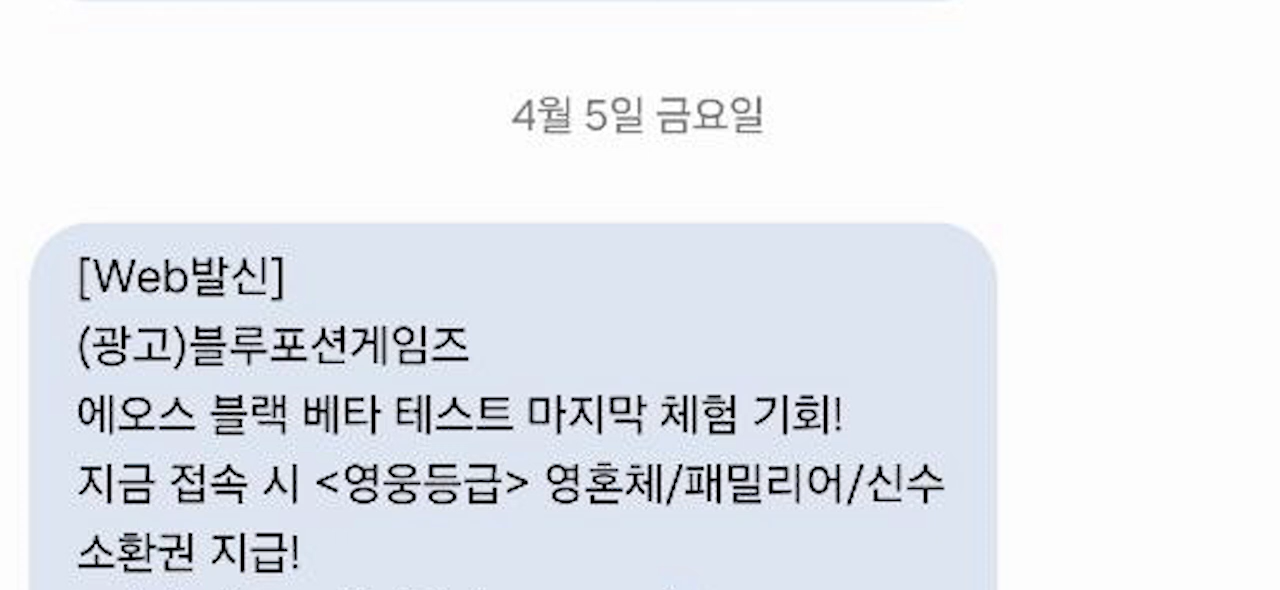 4월 5일 금요일
[Web발신]
(광고)블루포션게임즈
에오스 블랙 베타 테스트 마지막 체험 기회!
지금 접속 시 <영웅등급> 영혼체/패밀리어/신수
소환권 지급!